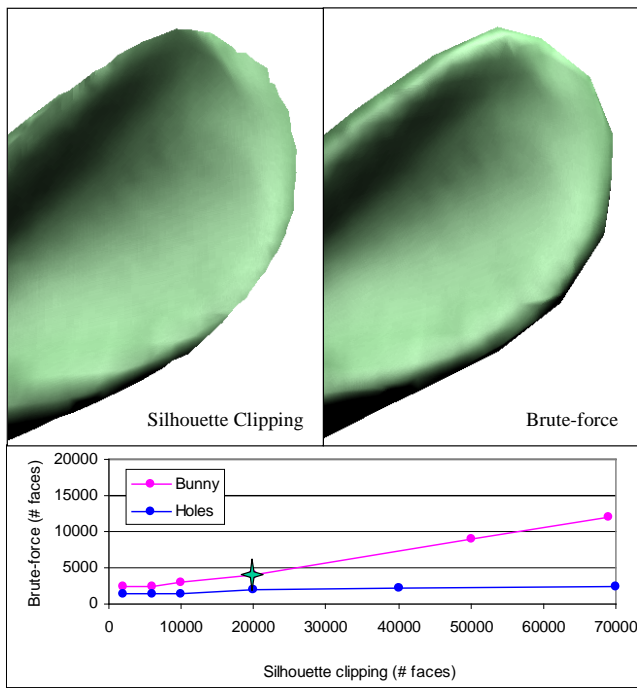 Silhouette Clipping
Brute-force
20000
15000
10000
5000
0
Brute-force (# faces)
Bunny
Holes
0 10000 20000 30000 40000 50000 60000 70000
Silhouette clipping (# faces)